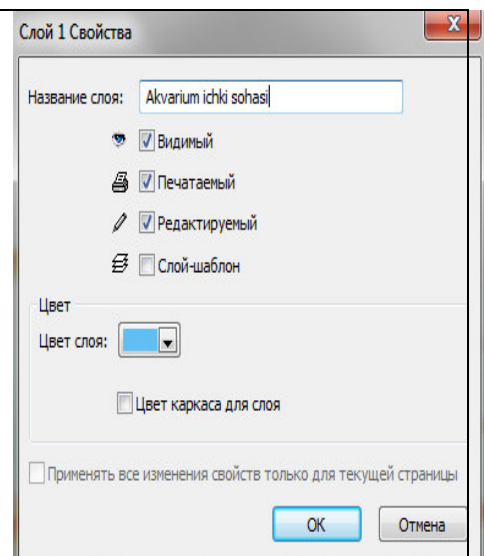 Слой 1 Свойства
Название слоя: Akvarium ichki sohasi
Видимый
Печатаемый
Редактируемый
Слой-шаблон
Цвет
Цвет слоя:
Цвет каркаса для слоя
Применять все изменения свойств только для текущей страницы
OK Отмена